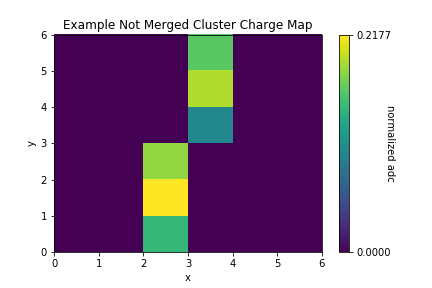 Example Not Merged Cluster Charge Map
6
5
4
3
2
1
0
y
0 1 2 3 4 5 6
x
0.2177
0.0000
normalized adc